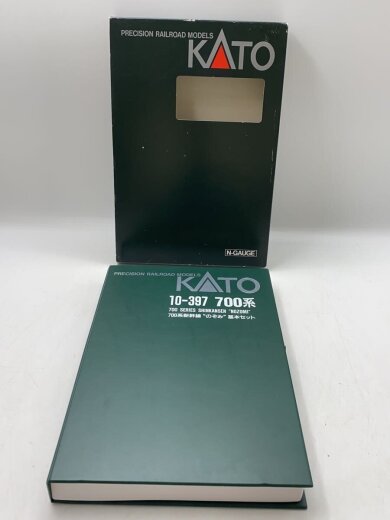 PRECISION RAILROAD MODELS
KATO
N-GAUGE
PRECISION RAILROAD MODELS
KATO
10-397 700系
700 SERIES SHINKANSEN "NOZOMI"
700系新幹線"のぞみ"基本セット